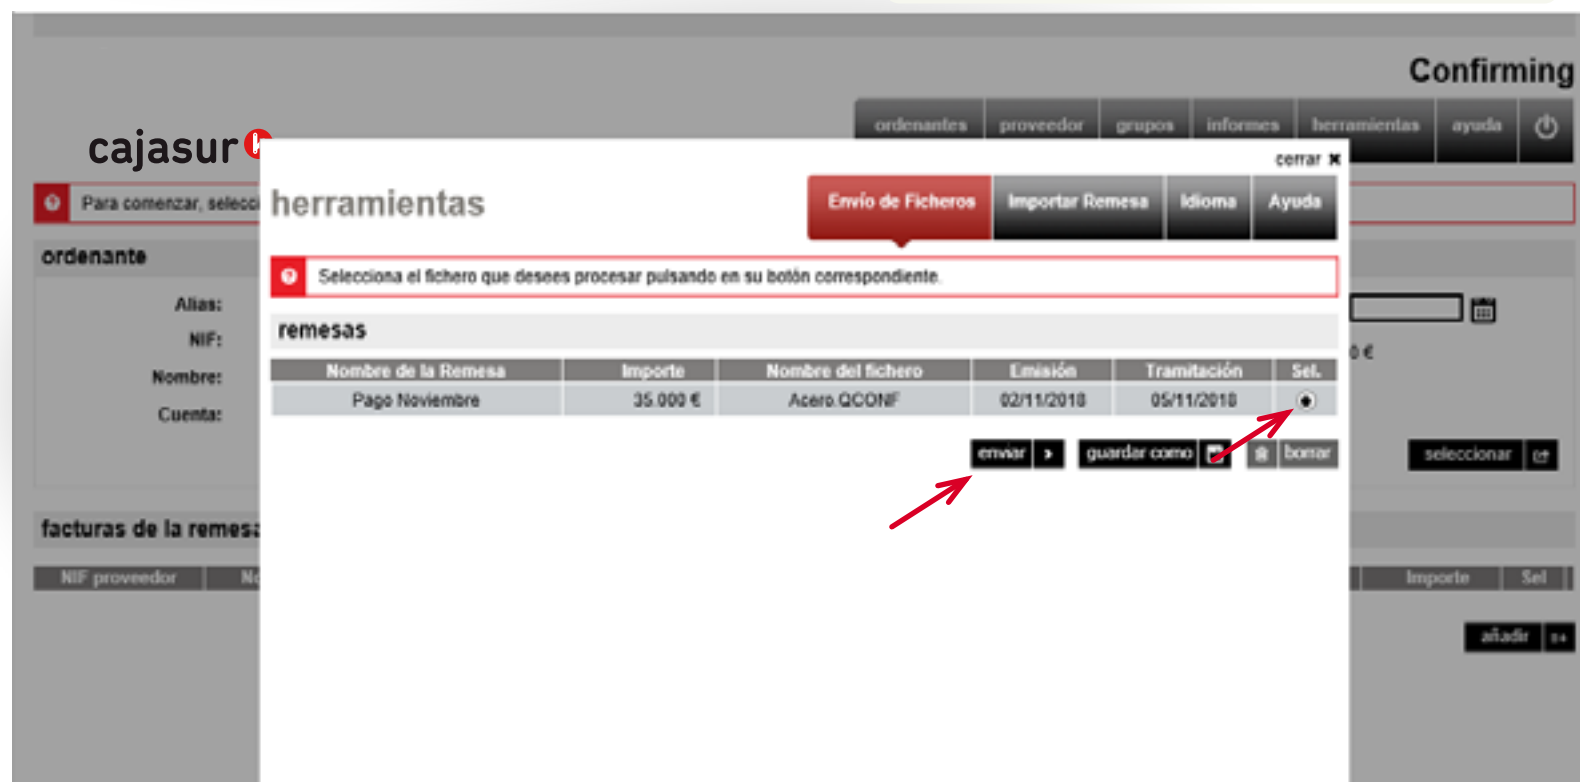 Confirming
ordenantes proveedor grupos informes herramientas ayuda
cajasur
cerrar
herramientas
Envío de Ficheros Importar Remesa Idioma Ayuda
Para comenzar, selecci
ordenante
Selecciona el fichero que desees procesar pulsando en su botón correspondiente.
Alias:
remesas
NIF:
0 €
Nombre de la Remesa Importe Nombre del fichero Emisión Tramitación Sel.
Nombre:
Pago Noviembre 35.000 € Acero.QCONF 02/11/2018 05/11/2018
Cuenta:
enviar guardar como borrar
seleccionar
facturas de la remesa
NIF proveedor No
Importe Sel
añadir